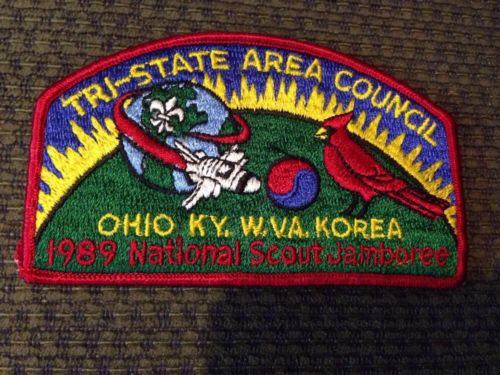 TRI-STATE AREA COUNCIL
OHIO KY. W.VA. KOREA
1989 National Scout Jamboree